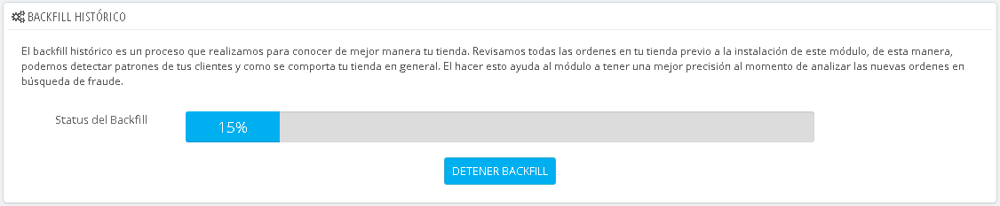 BACKFILL HISTÓRICO
El backfill histórico es un proceso que realizamos para conocer de mejor manera tu tienda. Revisamos todas las ordenes en tu tienda previo a la instalación de este módulo, de esta manera,
podemos detectar patrones de tus clientes y como se comporta tu tienda en general. El hacer esto ayuda al módulo a tener una mejor precisión al momento de analizar las nuevas ordenes en
búsqueda de fraude.
Status del Backfill
15%
DETENER BACKFILL